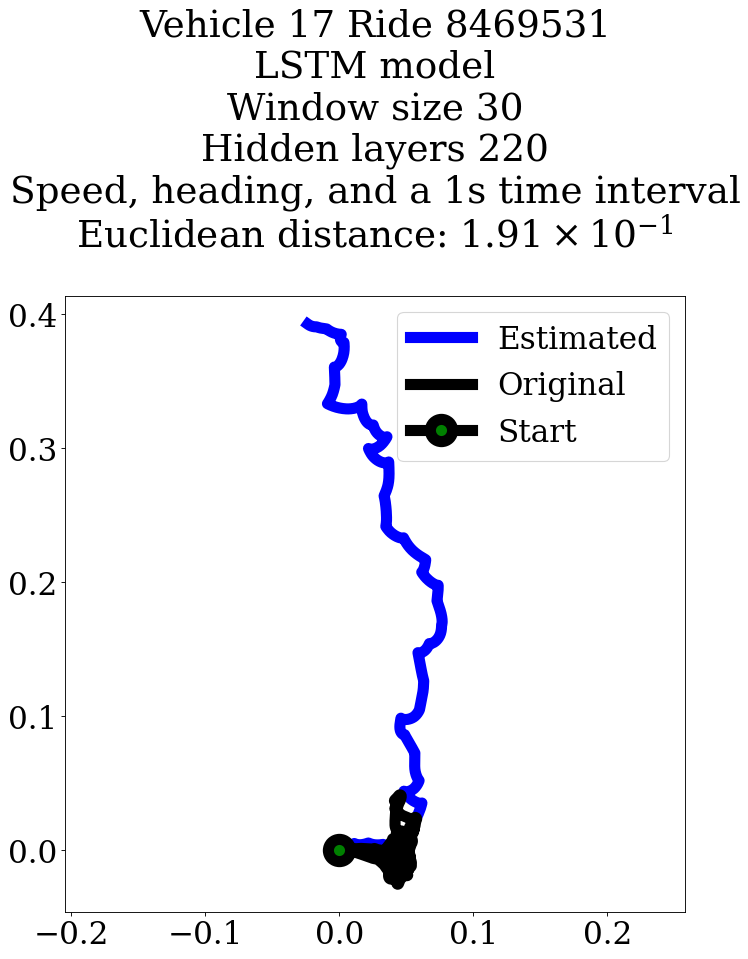 Vehicle 17 Ride 8469531
LSTM model
Window size 30
Hidden layers 220
Speed, heading, and a 1s time interval
Euclidean distance: 1.91 × 10⁻¹
0.4
0.3
0.2
0.1
0.0
Estimated
Original
Start
−0.2
−0.1
0.0
0.1
0.2